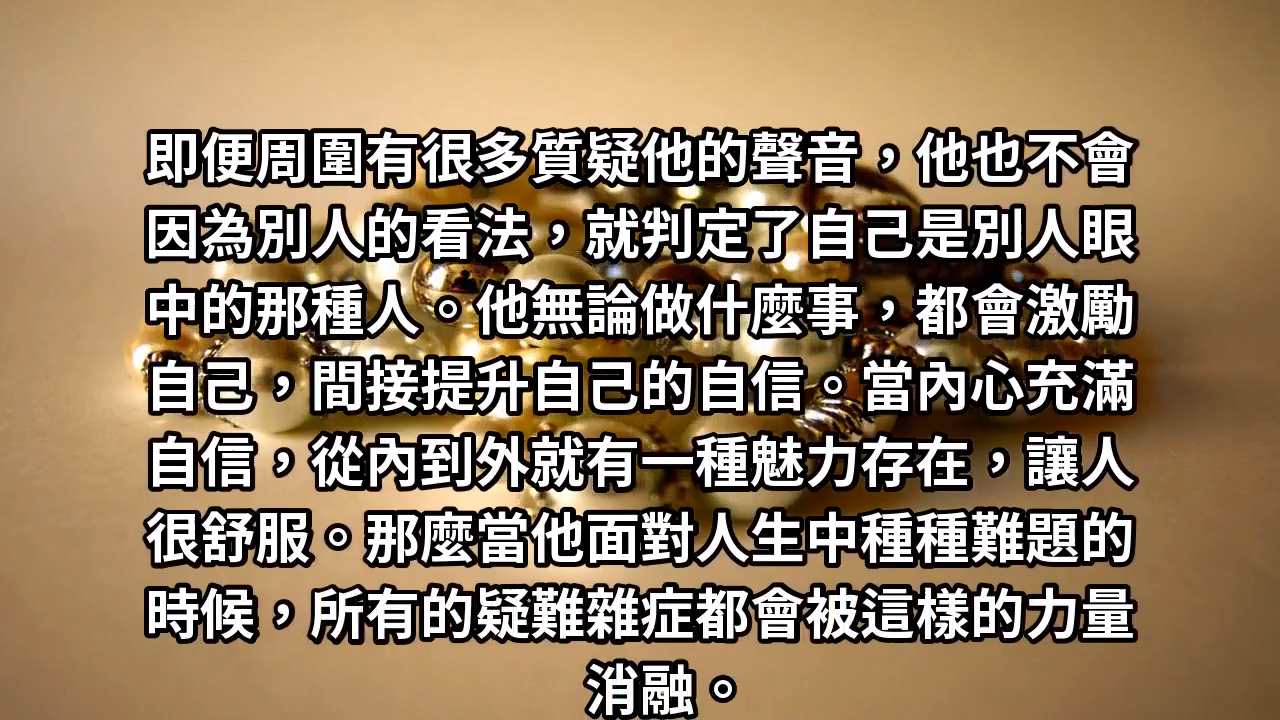 即便周圍有很多質疑他的聲音，他也不會
因為別人的看法，就判定了自己是別人眼
中的那種人。他無論做什麼事，都會激勵
自己，間接提升自己的自信。當內心充滿
自信，從內到外就有一種魅力存在，讓人
很舒服。那麼當他面對人生中種種難題的
時候，所有的疑難雜症都會被這樣的力量
消融。